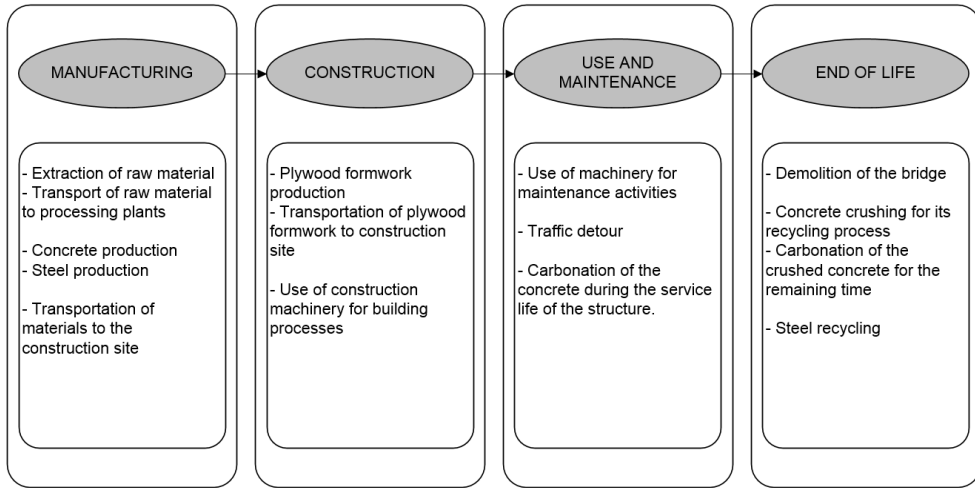 MANUFACTURING
- Extraction of raw material
- Transport of raw material
to processing plants
- Concrete production
- Steel production
- Transportation of
materials to the
construction site
CONSTRUCTION
- Plywood formwork
production
- Transportation of plywood
formwork to construction
site
- Use of construction
machinery for building
processes
USE AND
MAINTENANCE
- Use of machinery for
maintenance activities
- Traffic detour
- Carbonation of the
concrete during the service
life of the structure.
END OF LIFE
- Demolition of the bridge
- Concrete crushing for its
recycling process
- Carbonation of the
crushed concrete for the
remaining time
- Steel recycling